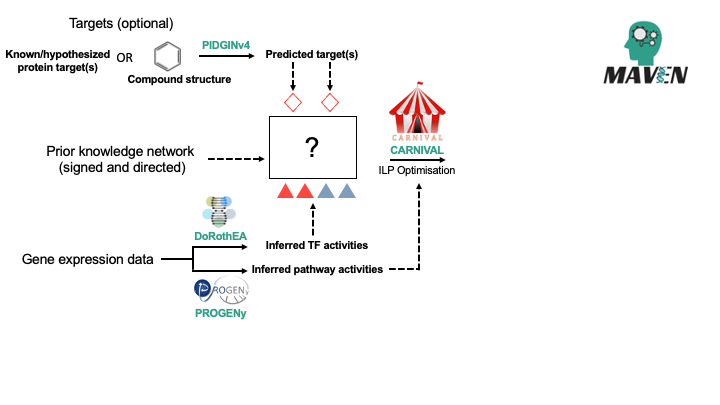 Targets (optional)
Known/hypothesized
protein target(s)
OR
PIDGINv4
Compound structure
Predicted target(s)
MAVEN
CARNIVAL
CARNIVAL
ILP Optimisation
Prior knowledge network
(signed and directed)
?
DoRothEA
Inferred TF activities
Gene expression data
Inferred pathway activities
PROGENy
PROGENy